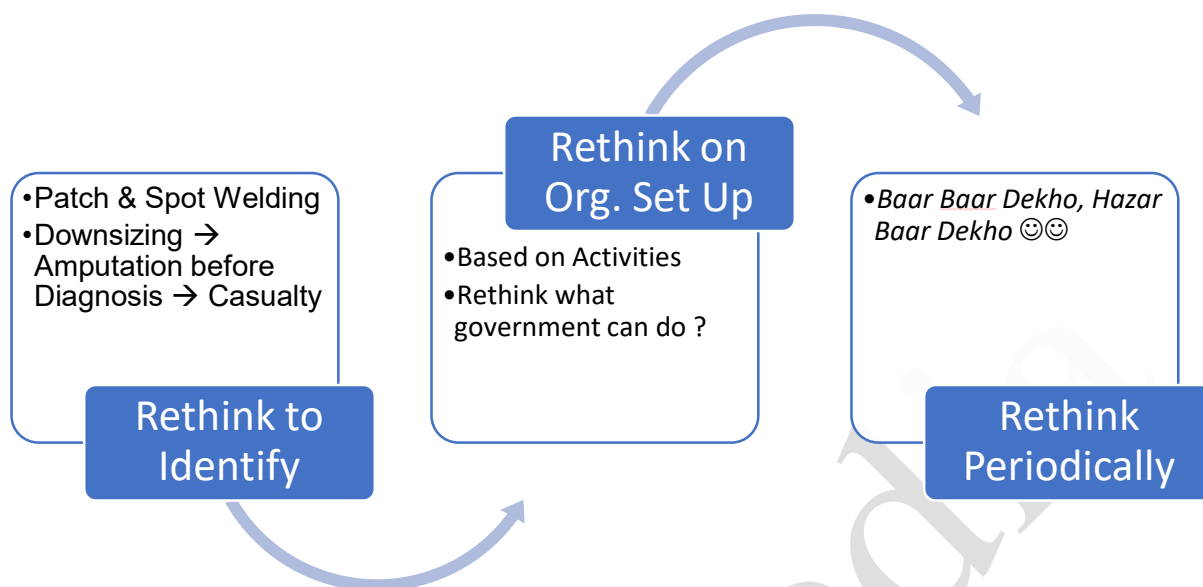 •Patch & Spot Welding
•Downsizing →
Amputation before
Diagnosis → Casualty
Rethink to
Identify
Rethink on
Org. Set Up
•Based on Activities
•Rethink what
government can do ?
•Baar Baar Dekho, Hazar
Baar Dekho ☺☺
Rethink
Periodically